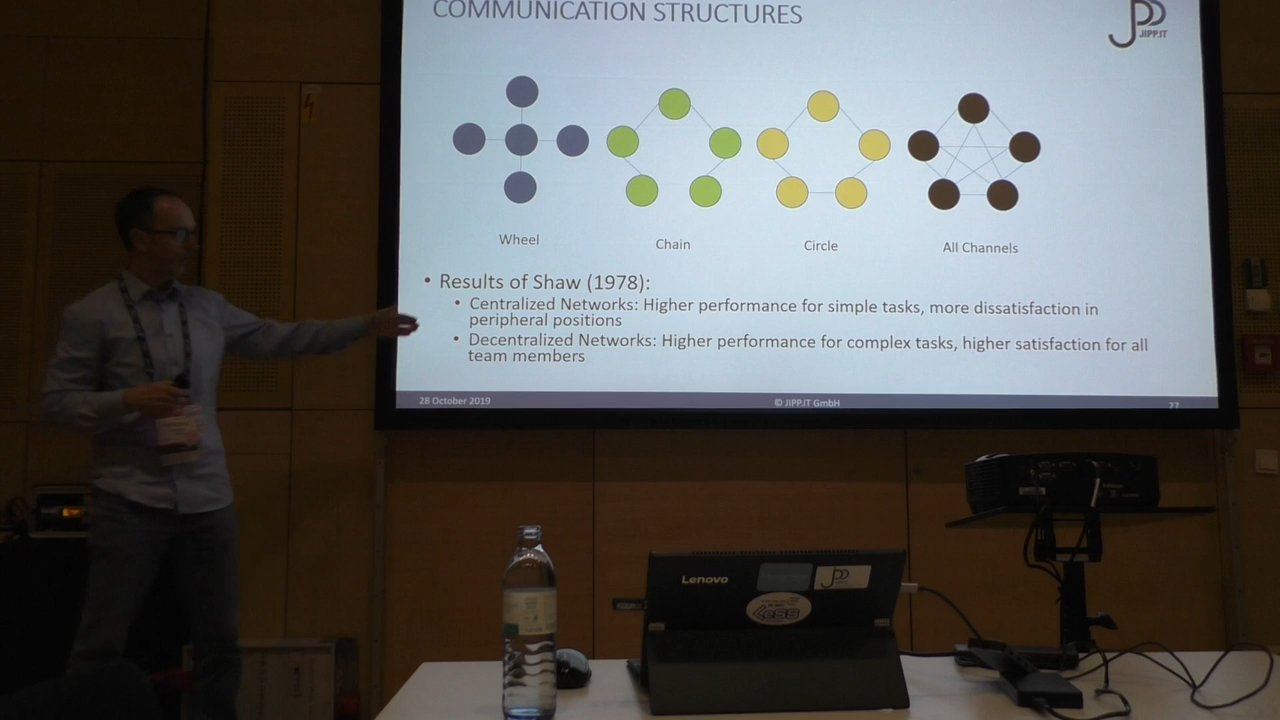 COMMUNICATION STRUCTURES
JIPP.IT
Wheel
Chain
Circle
All Channels
• Results of Shaw (1978):
• Centralized Networks: Higher performance for simple tasks, more dissatisfaction in
peripheral positions
• Decentralized Networks: Higher performance for complex tasks, higher satisfaction for all
team members
28 October 2019
© JIPP.IT GmbH
27
Lenovo
Less